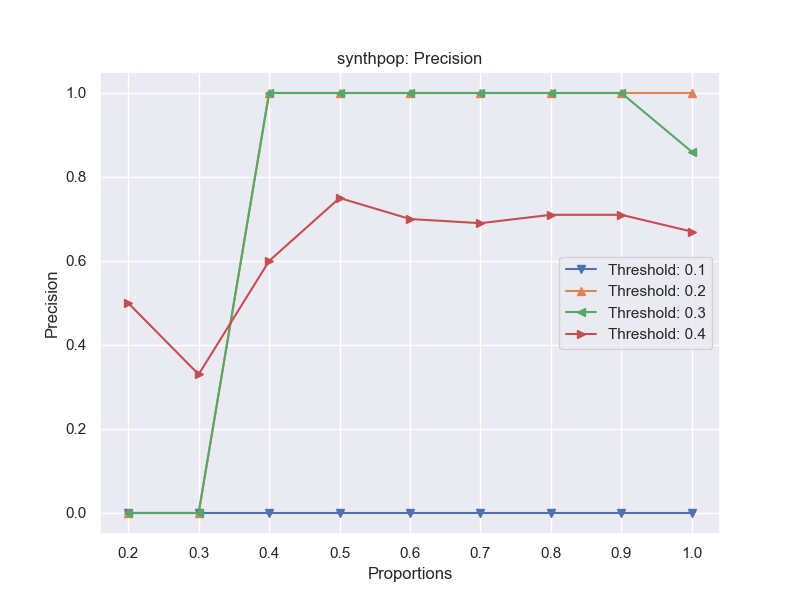 synthpop: Precision
1.0
0.8
0.6
0.4
0.2
0.0
Precision
Threshold: 0.1
Threshold: 0.2
Threshold: 0.3
Threshold: 0.4
0.2 0.3 0.4 0.5 0.6 0.7 0.8 0.9 1.0
Proportions